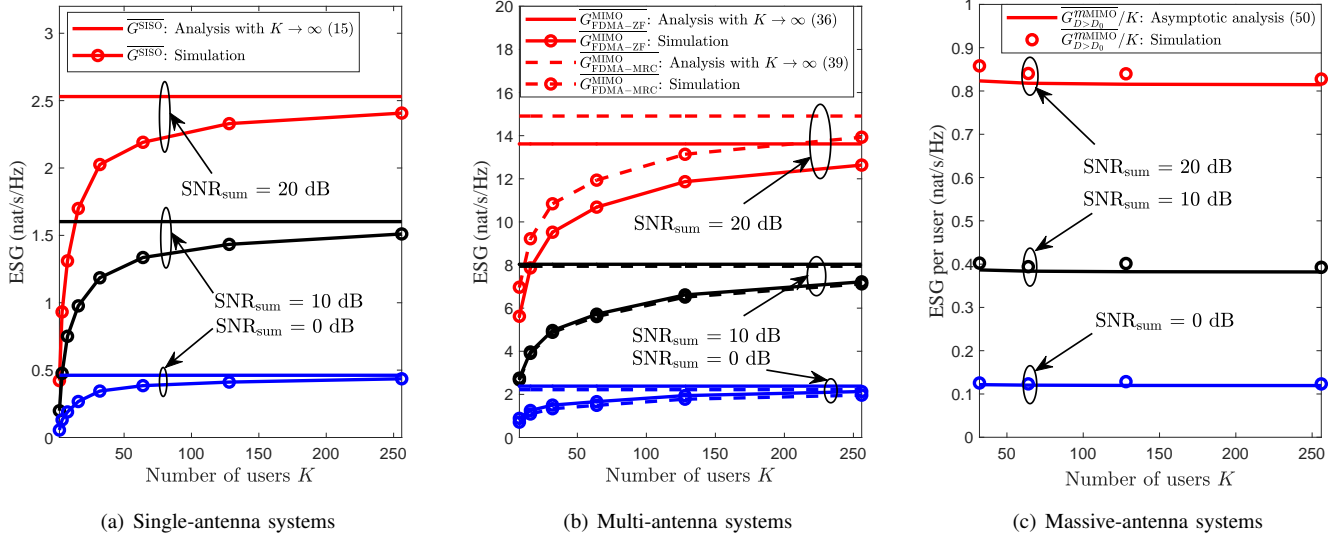 ESG (nat/s/Hz)
3
2.5
2
1.5
1
0.5
0
50
100
150
200
250
Number of users K
G^SISO: Analysis with K → ∞ (15)
G^SISO: Simulation
SNR_sum = 20 dB
SNR_sum = 10 dB
SNR_sum = 0 dB
(a) Single-antenna systems
ESG (nat/s/Hz)
20
18
16
14
12
10
8
6
4
2
0
50
100
150
200
250
Number of users K
G^MIMO_FDMA−ZF: Analysis with K → ∞ (36)
G^MIMO_FDMA−ZF: Simulation
G^MIMO_FDMA−MRC: Analysis with K → ∞ (39)
G^MIMO_FDMA−MRC: Simulation
SNR_sum = 20 dB
SNR_sum = 10 dB
SNR_sum = 0 dB
(b) Multi-antenna systems
ESG per user (nat/s/Hz)
1
0.9
0.8
0.7
0.6
0.5
0.4
0.3
0.2
0.1
0
50
100
150
200
250
Number of users K
G^mMIMO_D>D_0/K: Asymptotic analysis (50)
G^mMIMO_D>D_0/K: Simulation
SNR_sum = 20 dB
SNR_sum = 10 dB
SNR_sum = 0 dB
(c) Massive-antenna systems